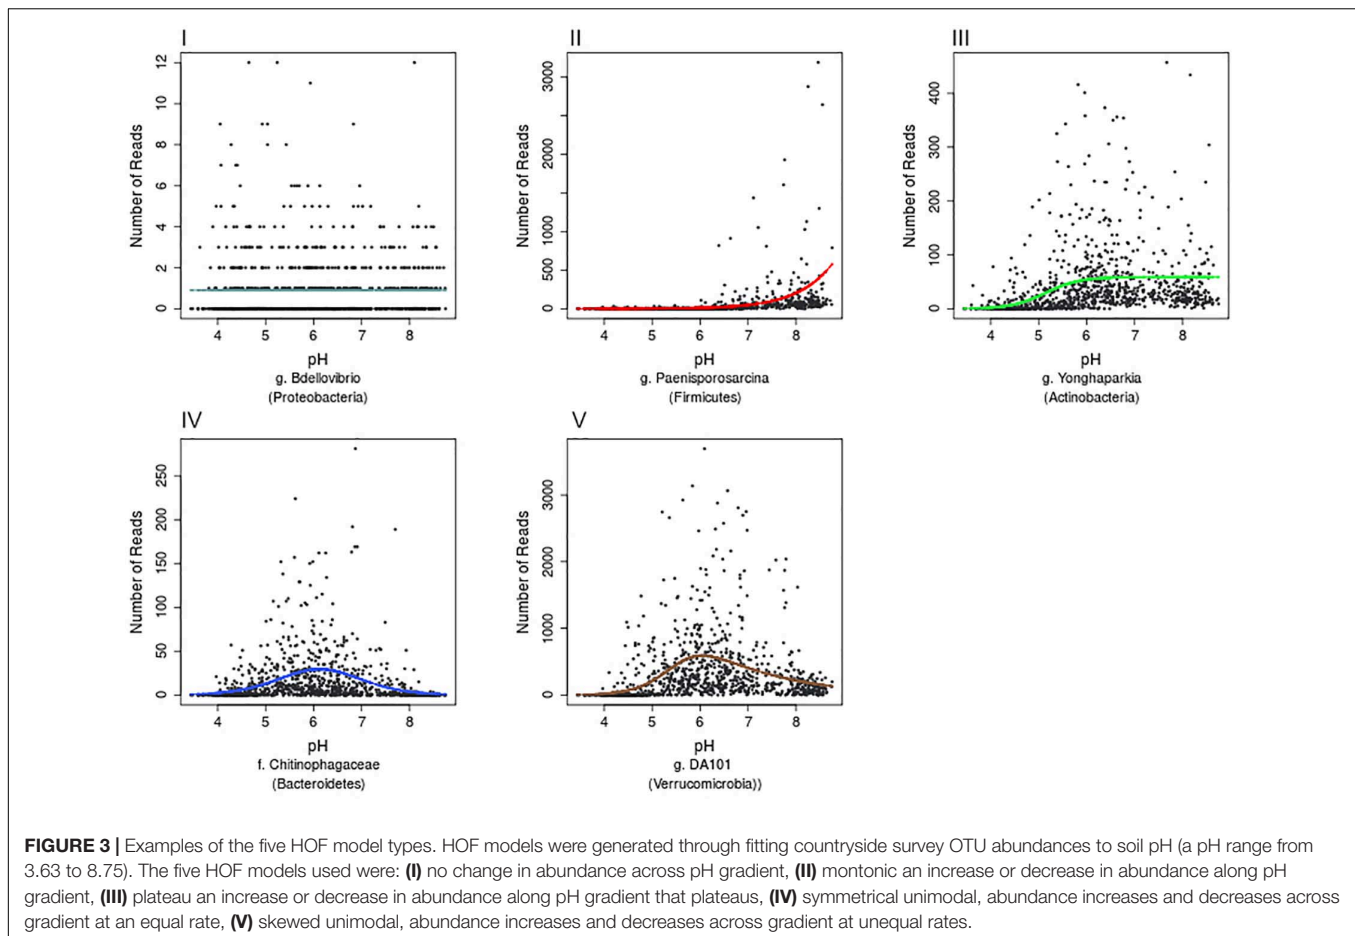 I
Number of Reads
12
10
8
6
4
2
0
4 5 6 7 8
pH
g. Bdellovibrio
(Proteobacteria)
II
Number of Reads
3000
2000
1000
500
0
4 5 6 7 8
pH
g. Paenisporosarcina
(Firmicutes)
III
Number of Reads
400
300
200
100
0
4 5 6 7 8
pH
g. Yonghaparkia
(Actinobacteria)
IV
Number of Reads
250
200
150
100
50
0
4 5 6 7 8
pH
f. Chitinophagaceae
(Bacteroidetes)
V
Number of Reads
3000
2000
1000
0
4 5 6 7 8
pH
g. DA101
(Verrucomicrobia))
FIGURE 3 | Examples of the five HOF model types. HOF models were generated through fitting countryside survey OTU abundances to soil pH (a pH range from
3.63 to 8.75). The five HOF models used were: (I) no change in abundance across pH gradient, (II) montonic an increase or decrease in abundance along pH
gradient, (III) plateau an increase or decrease in abundance along pH gradient that plateaus, (IV) symmetrical unimodal, abundance increases and decreases across
gradient at an equal rate, (V) skewed unimodal, abundance increases and decreases across gradient at unequal rates.